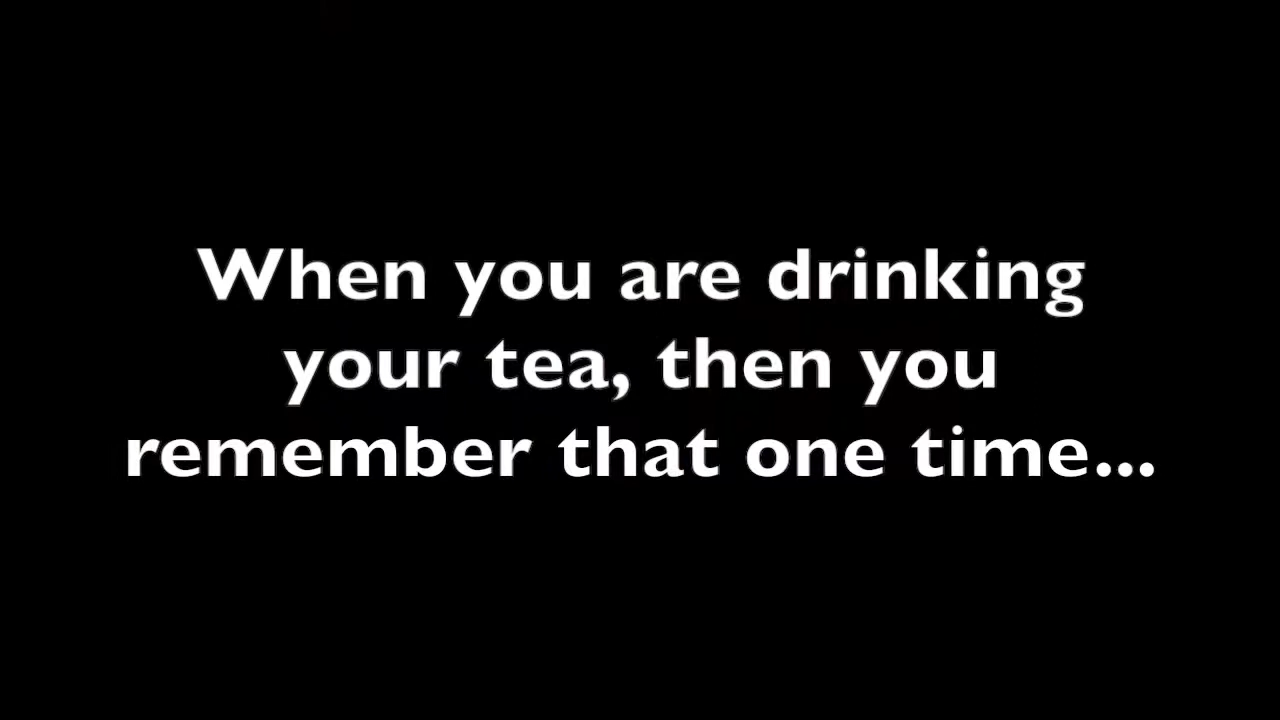 When you are drinking
your tea, then you
remember that one time...